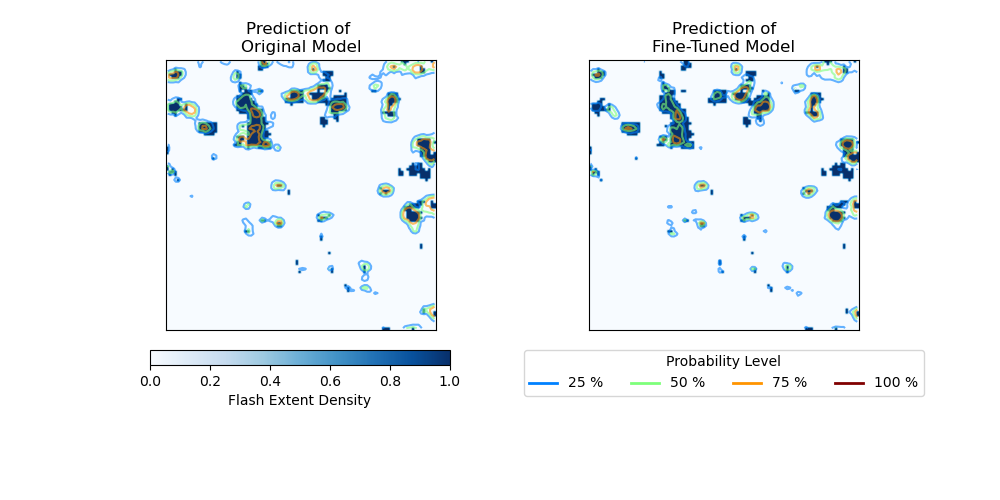 Prediction of
Original Model
Prediction of
Fine-Tuned Model
0.0 0.2 0.4 0.6 0.8 1.0
Flash Extent Density
Probability Level
25 % 50 % 75 % 100 %